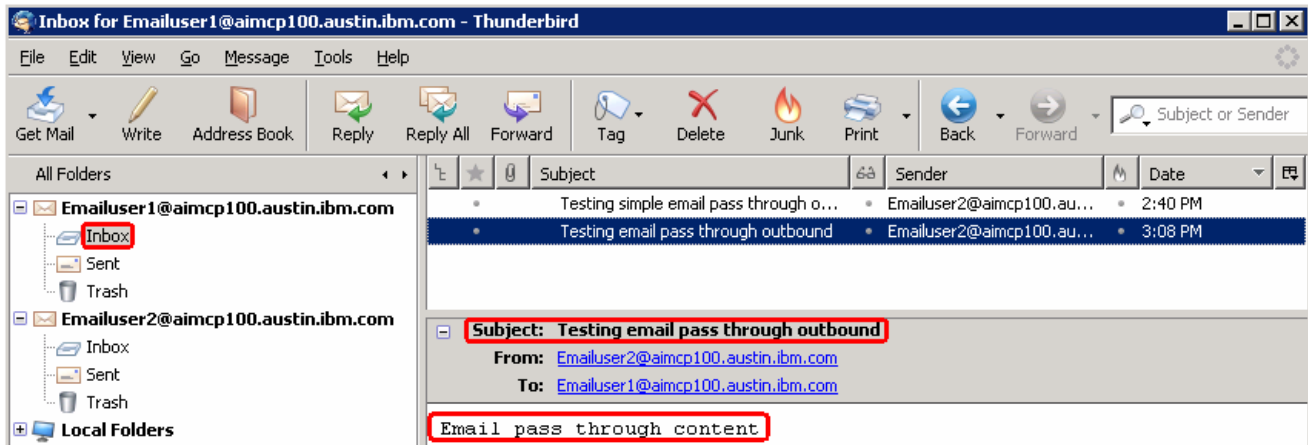 Inbox for Emailuser1@aimcp100.austin.ibm.com - Thunderbird
File Edit View Go Message Tools Help
Get Mail Write Address Book Reply Reply All Forward Tag Delete Junk Print Back Forward Subject or Sender
All Folders
Subject Sender Date
Emailuser1@aimcp100.austin.ibm.com
Inbox
Sent
Trash
Emailuser2@aimcp100.austin.ibm.com
Inbox
Sent
Trash
Local Folders
Testing simple email pass through o... Emailuser2@aimcp100.au... 2:40 PM
Testing email pass through outbound Emailuser2@aimcp100.au... 3:08 PM
Subject: Testing email pass through outbound
From: Emailuser2@aimcp100.austin.ibm.com
To: Emailuser1@aimcp100.austin.ibm.com
Email pass through content